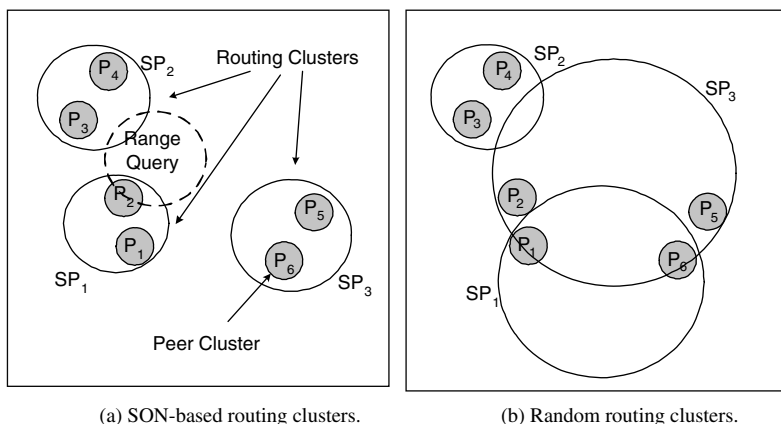 SP₂
Routing Clusters
P₄
P₃
Range
Query
P₂
P₁
SP₁
P₅
P₆
SP₃
Peer Cluster
(a) SON-based routing clusters.
SP₂
P₄
P₃
SP₃
P₂
P₅
P₁
P₆
SP₁
(b) Random routing clusters.